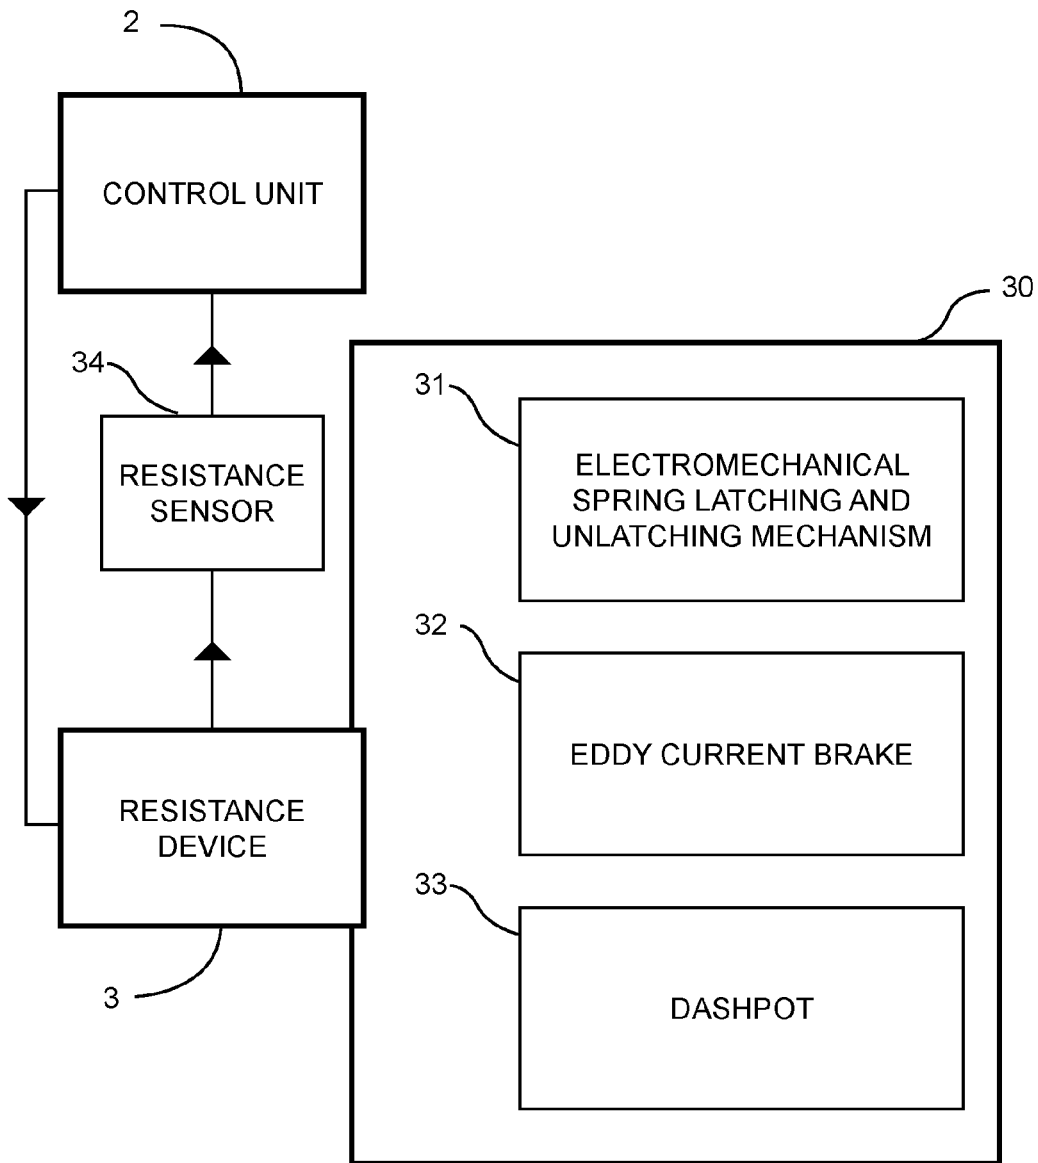 2
CONTROL UNIT
30
34
31
RESISTANCE
SENSOR
ELECTROMECHANICAL
SPRING LATCHING AND
UNLATCHING MECHANISM
32
EDDY CURRENT BRAKE
RESISTANCE
DEVICE
33
3
DASHPOT